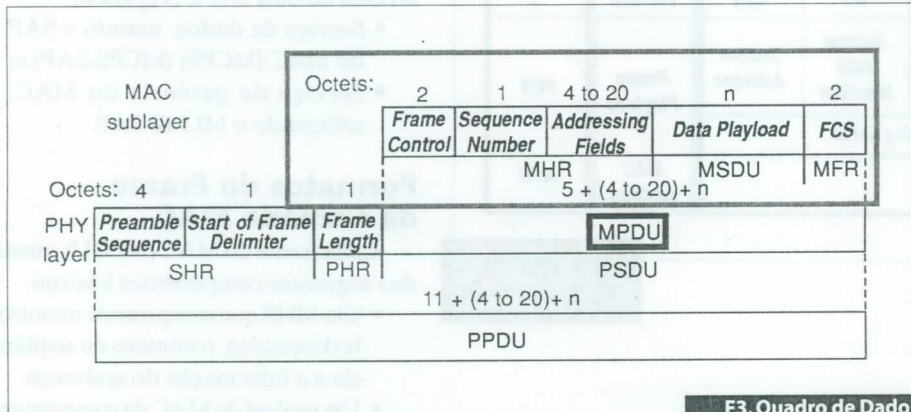 MAC
sublayer
Octets: 2 1 4 to 20 n 2
Frame Control Sequence Number Addressing Fields Data Playload FCS
MHR MSDU MFR
5 + (4 to 20)+ n
Octets: 4 1 1
PHY layer Preamble Sequence Start of Frame Delimiter Frame Length MPDU
SHR PHR PSDU
11 + (4 to 20)+ n
PPDU
F3. Quadro de Dado